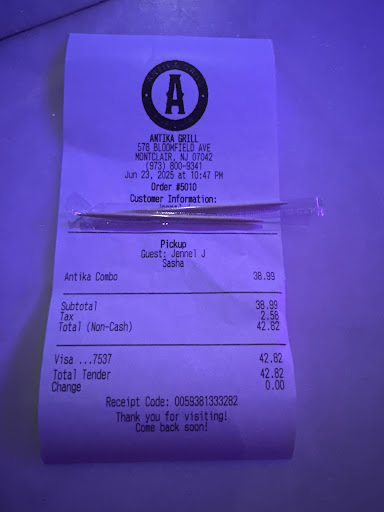 A
ANTIKA GRILL
578 BLOOMFIELD AVE
MONTCLAIR, NJ 07042
(973) 800-9341
Jun 23, 2025 at 10:47 PM
Order #5010
Customer Information:
Pickup
Guest: Jennel J
Sasha
Antika Combo 38.99
Subtotal 38.99
Tax 2.56
Total (Non-Cash) 42.82
Visa ...7537 42.82
Total Tender 42.82
Change 0.00
Receipt Code: 0059381333282
Thank you for visiting!
Come back soon!